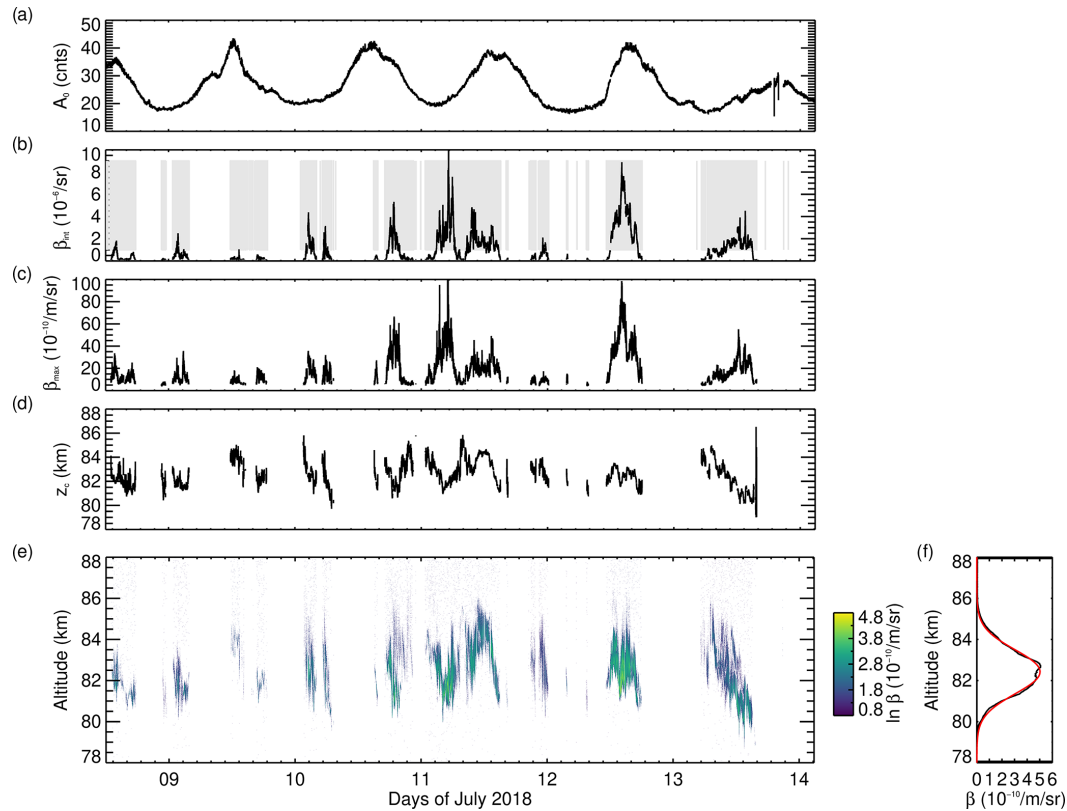 (a)
50
40
30
20
10
A₀ (cnts)
(b)
10
8
6
4
2
0
β_int (10⁻⁶/sr)
(c)
100
80
60
40
20
0
β_max (10⁻¹⁰/m/sr)
(d)
88
86
84
82
80
78
z_c (km)
(e)
88
86
84
82
80
78
Altitude (km)
09 10 11 12 13 14
Days of July 2018
4.8
3.8
2.8
1.8
0.8
ln β (10⁻¹⁰/m/sr)
(f)
88
86
84
82
80
78
Altitude (km)
0 1 2 3 4 5 6
β (10⁻¹⁰/m/sr)